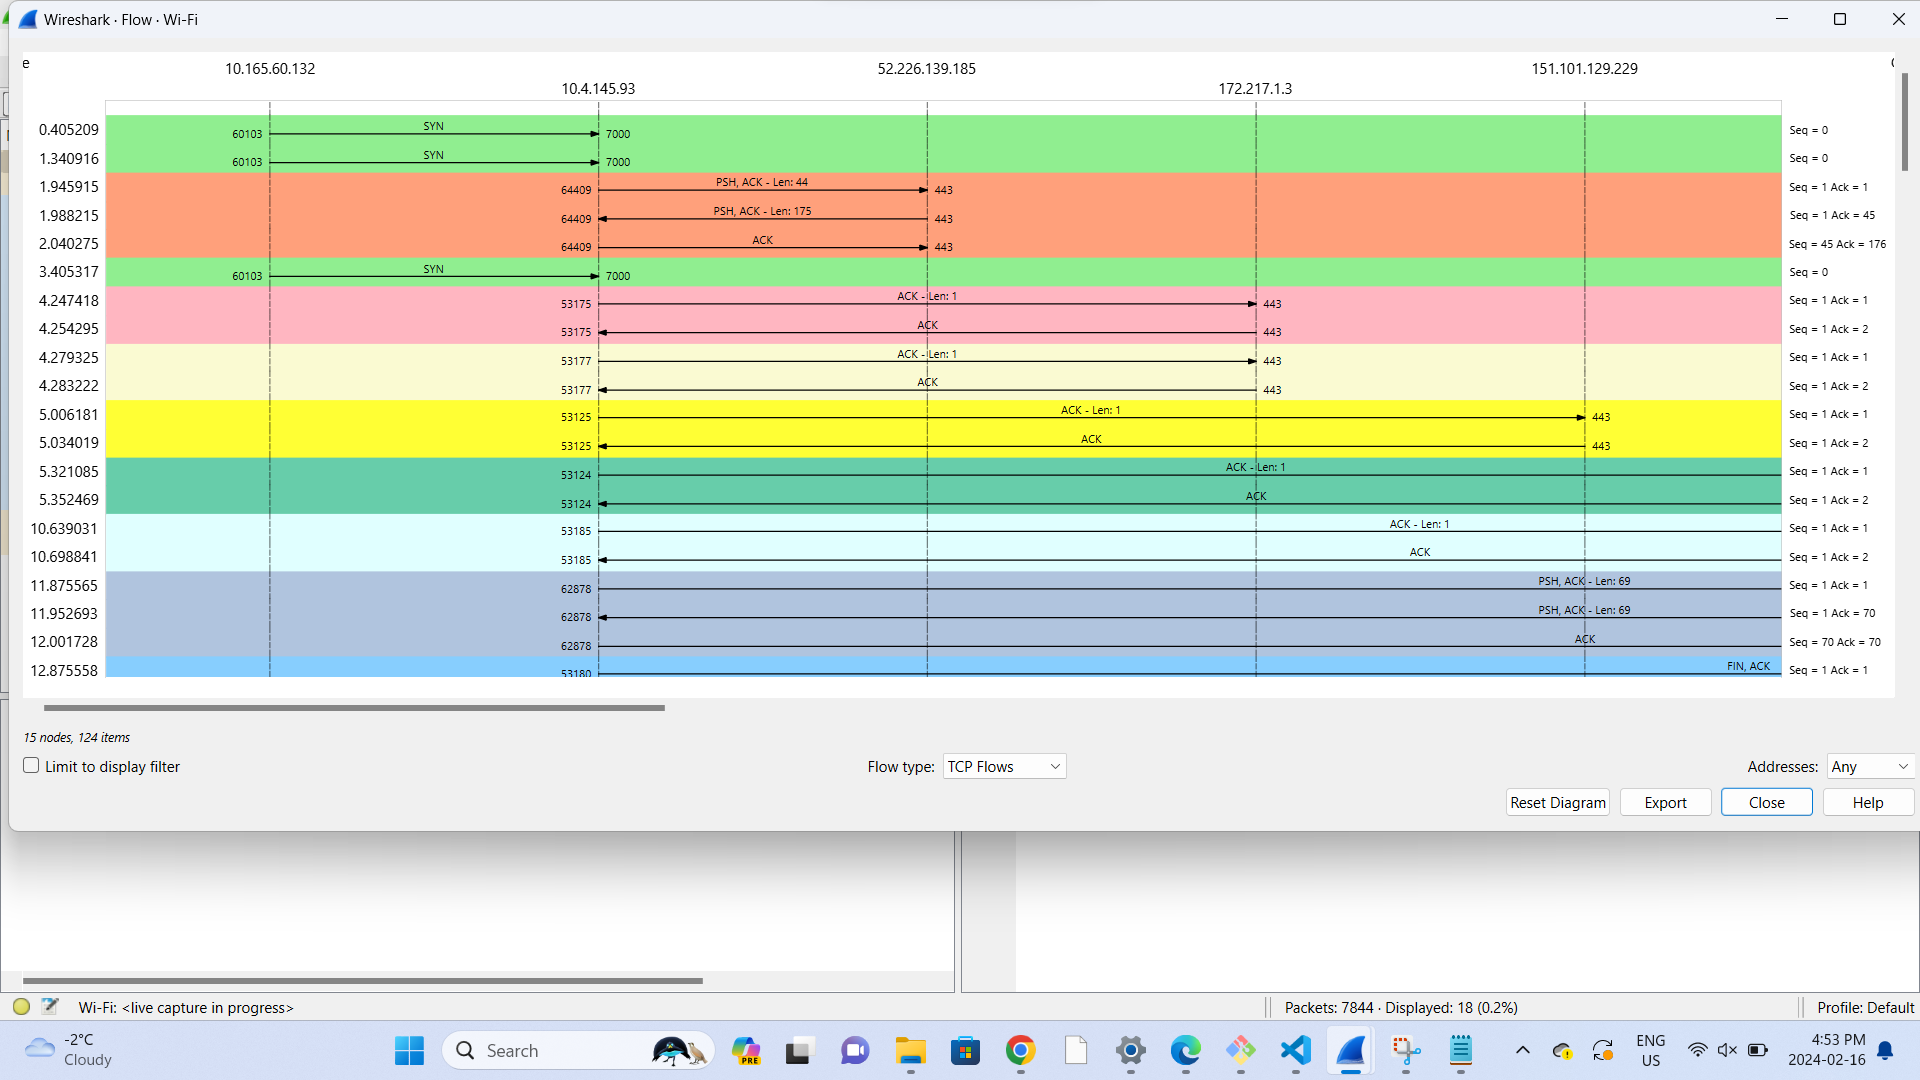 Wireshark · Flow · Wi-Fi
e
10.165.60.132 52.226.139.185 151.101.129.229
10.4.145.93 172.217.1.3
0.405209 60103 SYN 7000 Seq = 0
1.340916 60103 SYN 7000 Seq = 0
1.945915 64409 PSH, ACK - Len: 44 443 Seq = 1 Ack = 1
1.988215 64409 PSH, ACK - Len: 175 443 Seq = 1 Ack = 45
2.040275 64409 ACK 443 Seq = 45 Ack = 176
3.405317 60103 SYN 7000 Seq = 0
4.247418 53175 ACK - Len: 1 443 Seq = 1 Ack = 1
4.254295 53175 ACK 443 Seq = 1 Ack = 2
4.279325 53177 ACK - Len: 1 443 Seq = 1 Ack = 1
4.283222 53177 ACK 443 Seq = 1 Ack = 2
5.006181 53125 ACK - Len: 1 443 Seq = 1 Ack = 1
5.034019 53125 ACK 443 Seq = 1 Ack = 2
5.321085 53124 ACK - Len: 1 Seq = 1 Ack = 1
5.352469 53124 ACK Seq = 1 Ack = 2
10.639031 53185 ACK - Len: 1 Seq = 1 Ack = 1
10.698841 53185 ACK Seq = 1 Ack = 2
11.875565 62878 PSH, ACK - Len: 69 Seq = 1 Ack = 1
11.952693 62878 PSH, ACK - Len: 69 Seq = 1 Ack = 70
12.001728 62878 ACK Seq = 70 Ack = 70
12.875558 53180 FIN, ACK Seq = 1 Ack = 1
15 nodes, 124 items
Limit to display filter Flow type: TCP Flows Addresses: Any
Reset Diagram Export Close Help
Wi-Fi: <live capture in progress> Packets: 7844 · Displayed: 18 (0.2%) Profile: Default
-2°C
Cloudy
Search
PRE
ENG
US
4:53 PM
2024-02-16